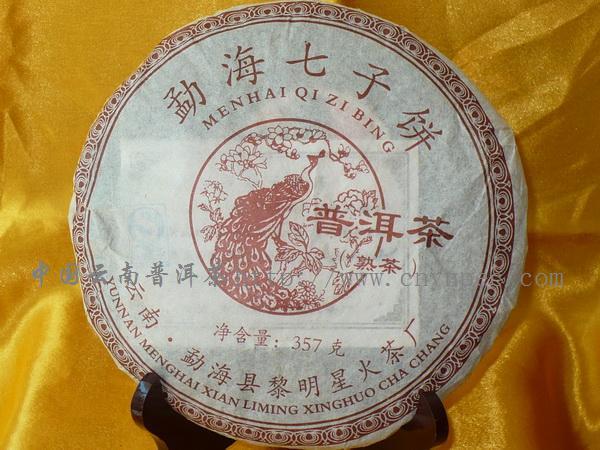 勐海七子饼
MENHAI QI ZI BING
普洱茶
(熟茶)
净含量：357克
云南·勐海县黎明星火茶厂
YUNNAN MENGHAI XIAN LIMING XINGHUO CHA CHANG
中国云南普洱茶